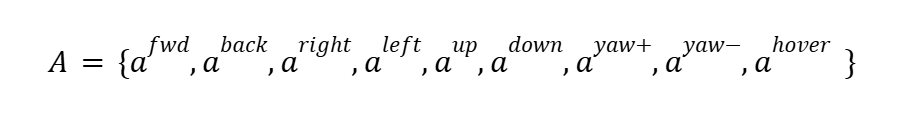 A = {a^fwd, a^back, a^right, a^left, a^up, a^down, a^yaw+, a^yaw−, a^hover }